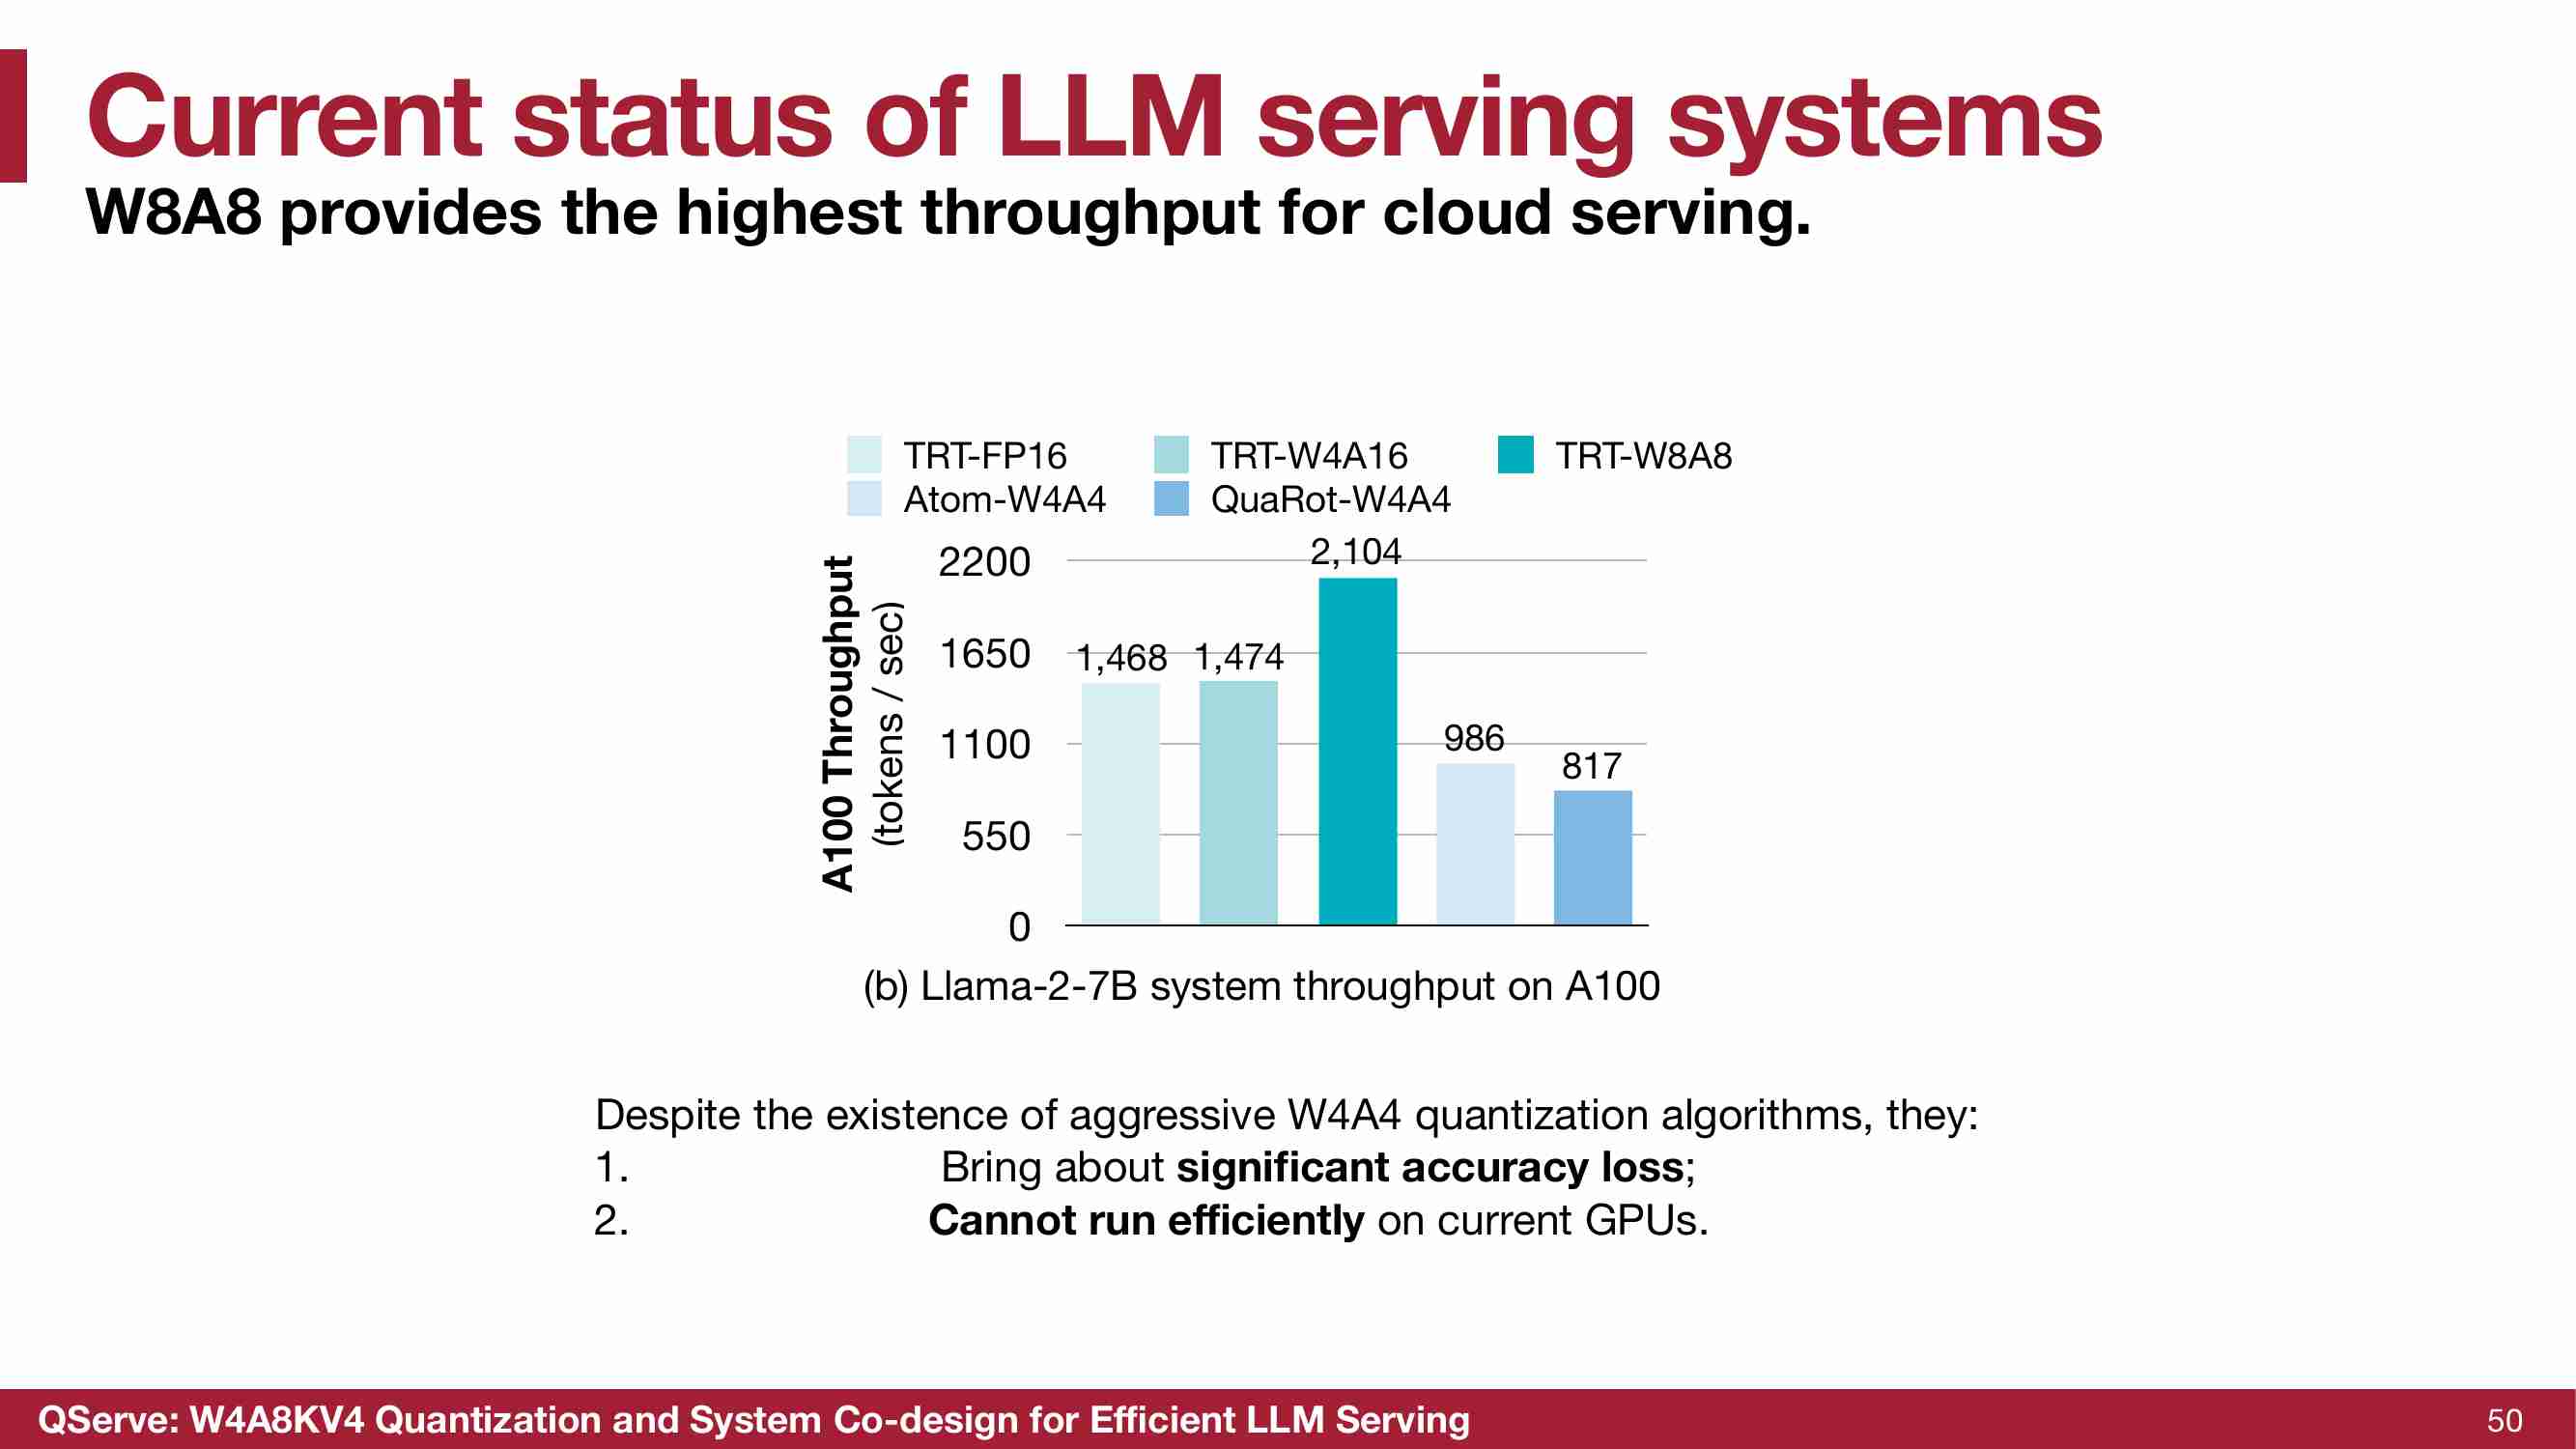 Current status of LLM serving systems
W8A8 provides the highest throughput for cloud serving.
TRT-FP16 TRT-W4A16 TRT-W8A8
Atom-W4A4 QuaRot-W4A4
A100 Throughput
(tokens / sec)
2200
1650
1100
550
0
1,468
1,474
2,104
986
817
(b) Llama-2-7B system throughput on A100
Despite the existence of aggressive W4A4 quantization algorithms, they:
1. Bring about significant accuracy loss;
2. Cannot run efficiently on current GPUs.
QServe: W4A8KV4 Quantization and System Co-design for Efficient LLM Serving
50